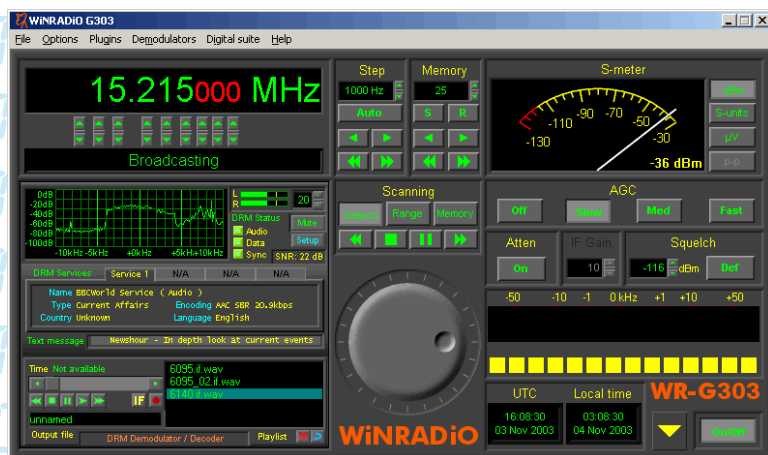 WiNRADiO G303
File Options Plugins Demodulators Digital suite Help
15.215000 MHz
Broadcasting
Step
1000 Hz
Auto
Memory
25
S R
S-meter
-130 -110 -90 -70 -50 -30
-36 dBm
dBm
S-units
µV
p-p
0dB
-20dB
-40dB
-60dB
-80dB
-100dB
-10kHz -5kHz +0kHz +5kHz +10kHz
L
R
20
DRM Status
Audio
Data
Sync
Mute
Setup
SNR: 22 dB
DRM Services Service 1 N/A N/A N/A
Name BBCWorld Service ( Audio )
Type Current Affairs Encoding AAC SBR 20.9kbps
Country Unknown Language English
Text message Newshour - In depth look at current events
Time Not available
IF
unnamed
6095.if.wav
6095_02.if.wav
6140.if.wav
Output file DRM Demodulator / Decoder Playlist
Scanning
Search Range Memory
WiNRADiO
AGC
Off Slow Med Fast
Atten
On
IF Gain
10
Squelch
-116 dBm Def
-50 -10 -1 0 kHz +1 +10 +50
UTC
16:08:30
03 Nov 2003
Local time
03:08:30
04 Nov 2003
WR-G303
On/Off